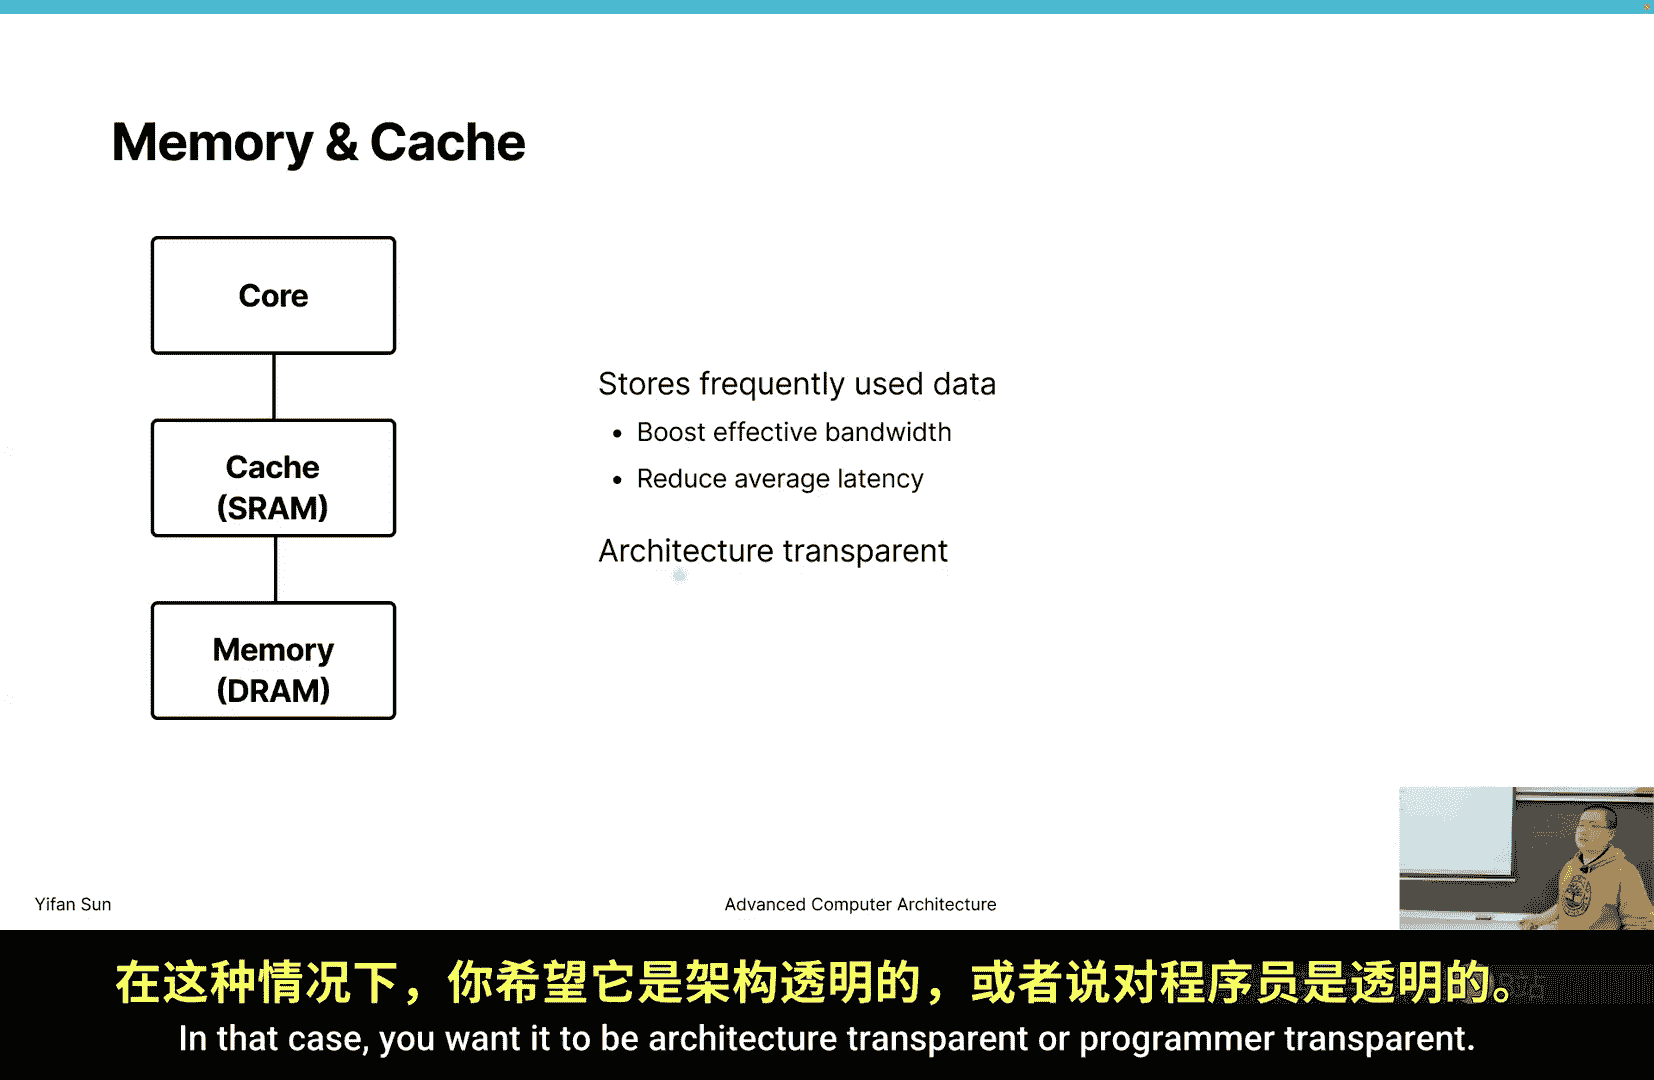 Memory & Cache
Core
Cache
(SRAM)
Memory
(DRAM)
Stores frequently used data
• Boost effective bandwidth
• Reduce average latency
Architecture transparent
Yifan Sun
Advanced Computer Architecture
在这种情况下，你希望它是架构透明的，或者说对程序员是透明的。
In that case, you want it to be architecture transparent or programmer transparent.